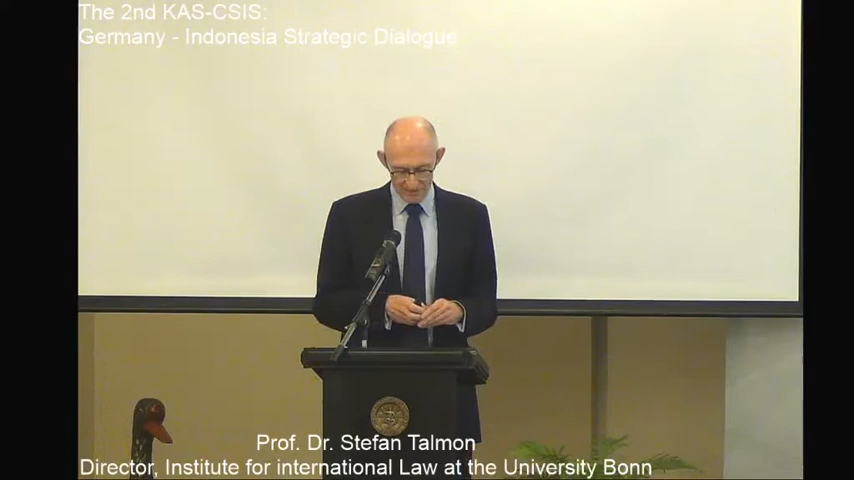 The 2nd KAS-CSIS:
Germany - Indonesia Strategic Dialogue
Prof. Dr. Stefan Talmon
Director, Institute for international Law at the University Bonn